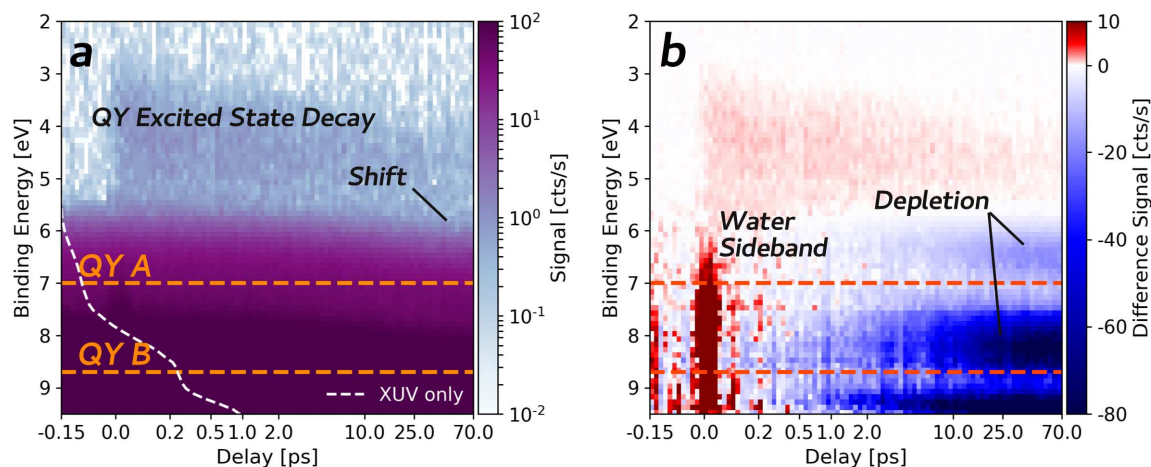 a
QY Excited State Decay
Shift
QY A
QY B
XUV only
2
3
4
5
6
7
8
9
Binding Energy [eV]
-0.15
0.0
0.2
0.5
1.0
2.0
10.0
25.0
70.0
Delay [ps]
10²
10¹
10⁰
10⁻¹
10⁻²
Signal [cts/s]
b
Water
Sideband
Depletion
2
3
4
5
6
7
8
9
Binding Energy [eV]
-0.15
0.0
0.2
0.5
1.0
2.0
10.0
25.0
70.0
Delay [ps]
10
0
-20
-40
-60
-80
Difference Signal [cts/s]